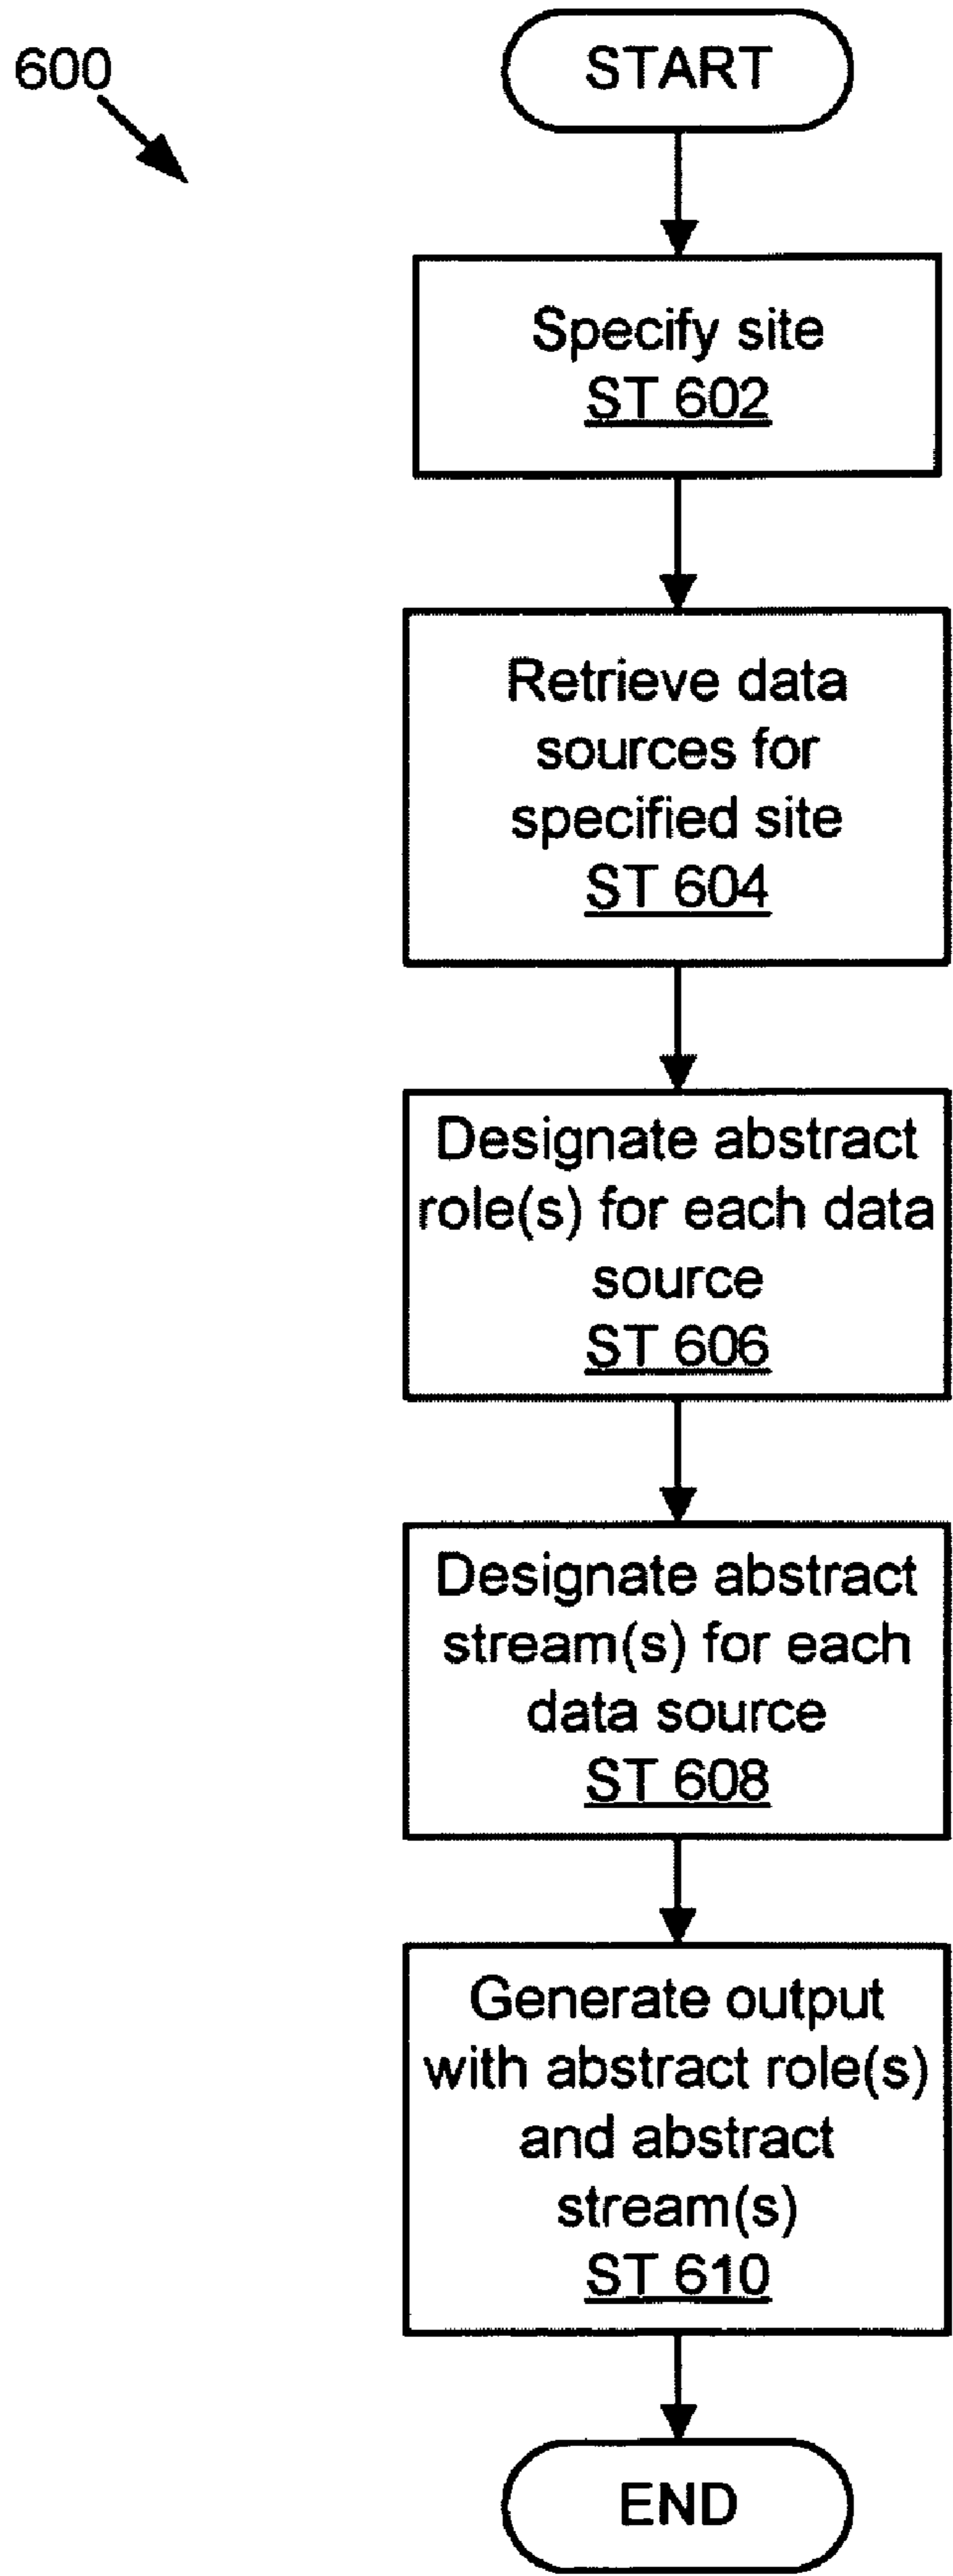 600
START
Specify site
ST 602
Retrieve data
sources for
specified site
ST 604
Designate abstract
role(s) for each data
source
ST 606
Designate abstract
stream(s) for each
data source
ST 608
Generate output
with abstract role(s)
and abstract
stream(s)
ST 610
END